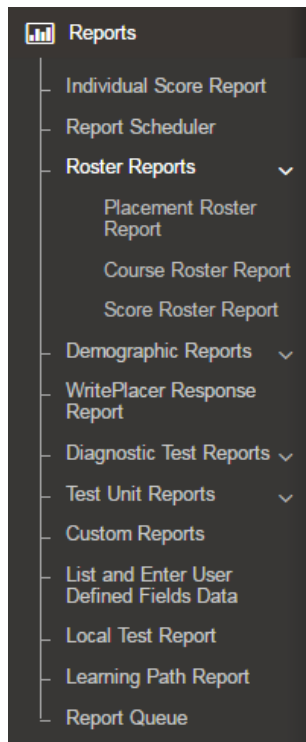 Reports
Individual Score Report
Report Scheduler
Roster Reports
Placement Roster
Report
Course Roster Report
Score Roster Report
Demographic Reports
WritePlacer Response
Report
Diagnostic Test Reports
Test Unit Reports
Custom Reports
List and Enter User
Defined Fields Data
Local Test Report
Learning Path Report
Report Queue